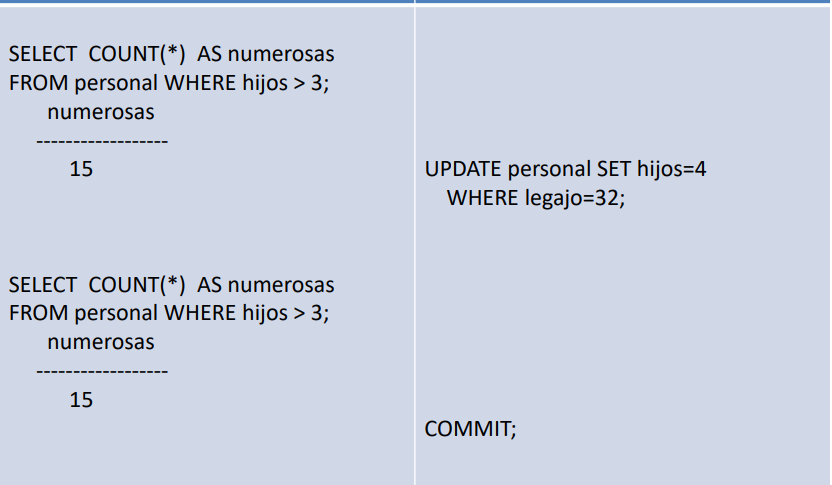 SELECT  COUNT(*)  AS numerosas
FROM personal WHERE hijos > 3;
numerosas
------------------
15
UPDATE personal SET hijos=4
WHERE legajo=32;
SELECT  COUNT(*)  AS numerosas
FROM personal WHERE hijos > 3;
numerosas
------------------
15
COMMIT;